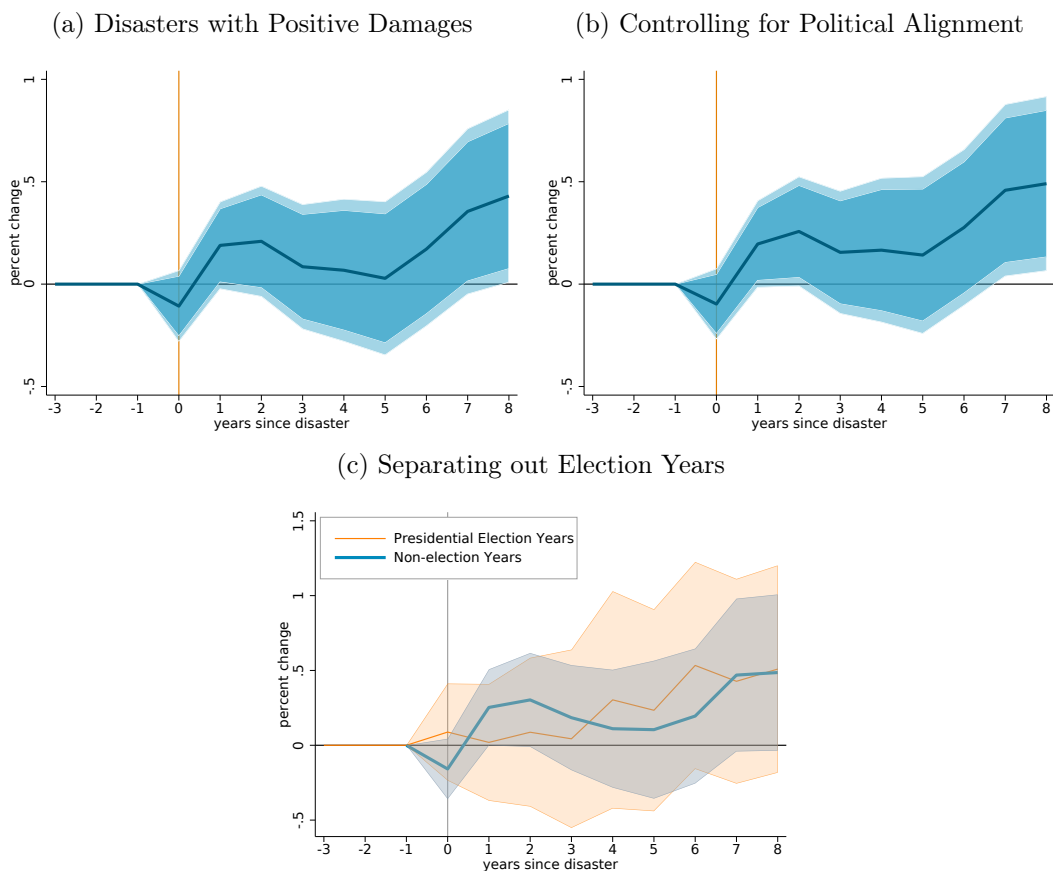 (a) Disasters with Positive Damages
percent change
1
.5
0
-.5
-3 -2 -1 0 1 2 3 4 5 6 7 8
years since disaster
(b) Controlling for Political Alignment
percent change
1
.5
0
-.5
-3 -2 -1 0 1 2 3 4 5 6 7 8
years since disaster
(c) Separating out Election Years
Presidential Election Years
Non-election Years
percent change
1.5
1
.5
0
-.5
-3 -2 -1 0 1 2 3 4 5 6 7 8
years since disaster